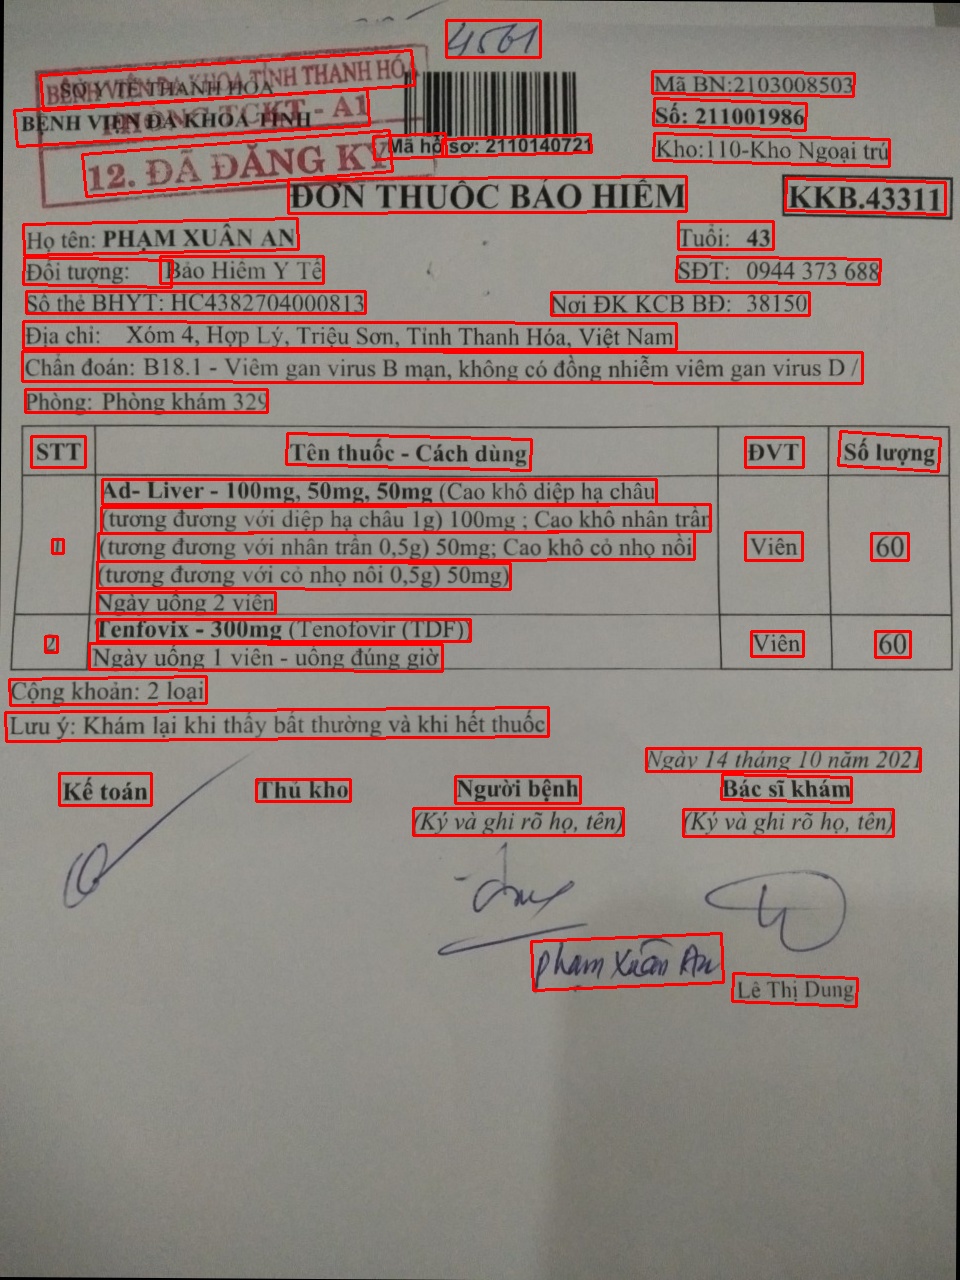 4561
BỆNH VIỆN ĐA KHOA TỈNH THANH HÓA
SỞ Y TẾ THANH HÓA
PHÒNG TCKT - A1
BỆNH VIỆN ĐA KHOA TỈNH
12. ĐÃ ĐĂNG KÝ
Mã hồ sơ: 2110140721
Mã BN:2103008503
Số: 211001986
Kho:110-Kho Ngoại trú
ĐƠN THUỐC BẢO HIỂM
KKB.43311
Họ tên: PHẠM XUÂN AN Tuổi: 43
Đối tượng: Bảo Hiểm Y Tế SĐT: 0944 373 688
Số thẻ BHYT: HC4382704000813 Nơi ĐK KCB BĐ: 38150
Địa chỉ: Xóm 4, Hợp Lý, Triệu Sơn, Tỉnh Thanh Hóa, Việt Nam
Chẩn đoán: B18.1 - Viêm gan virus B mạn, không có đồng nhiễm viêm gan virus D /
Phòng: Phòng khám 329
STT Tên thuốc - Cách dùng ĐVT Số lượng
1 Ad- Liver - 100mg, 50mg, 50mg (Cao khô diệp hạ châu
(tương đương với diệp hạ châu 1g) 100mg ; Cao khô nhân trần
(tương đương với nhân trần 0,5g) 50mg; Cao khô cỏ nhọ nồi Viên 60
(tương đương với cỏ nhọ nồi 0,5g) 50mg)
Ngày uống 2 viên
2 Tenfovix - 300mg (Tenofovir (TDF)) Viên 60
Ngày uống 1 viên - uống đúng giờ
Cộng khoản: 2 loại
Lưu ý: Khám lại khi thấy bất thường và khi hết thuốc
Ngày 14 tháng 10 năm 2021
Kế toán Thủ kho Người bệnh Bác sĩ khám
(Ký và ghi rõ họ, tên) (Ký và ghi rõ họ, tên)
Phạm Xuân An
Lê Thị Dung